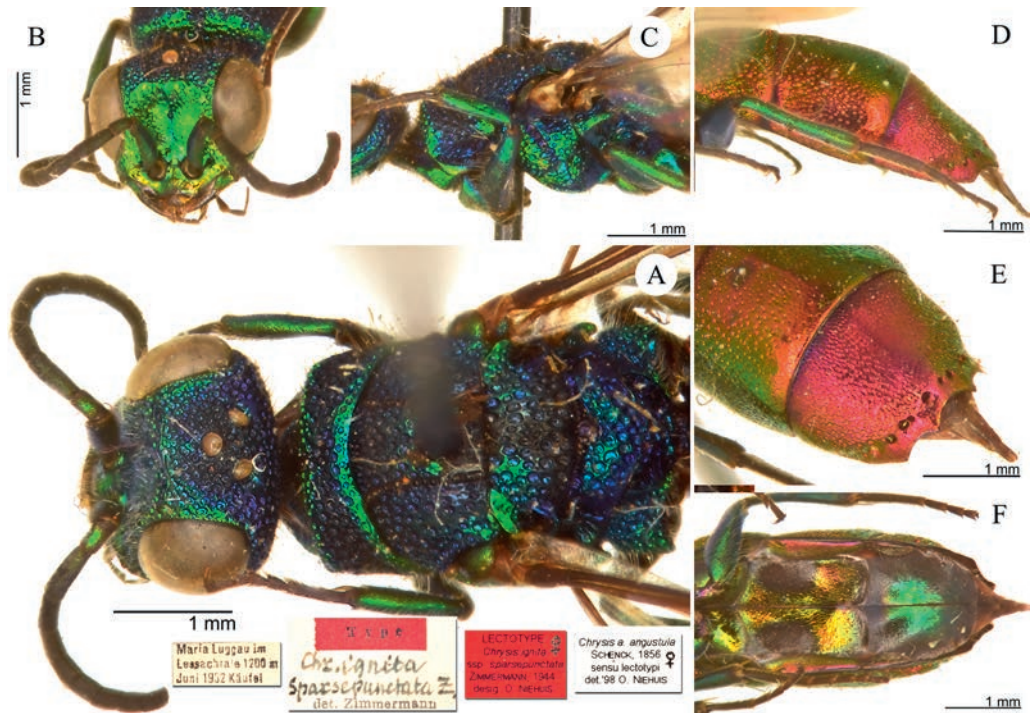 B
1 mm
C
1 mm
D
1 mm
A
1 mm
E
1 mm
F
1 mm
Maria Luggau im
Lessachtale 1200 m
Juni 1932 Käufel
Type
Chr. ignita
Sparsepunctata Z.
det. Zimmermann
LECTOTYPE
Chrysis ignita
ssp. sparsepunctata
ZIMMERMANN, 1944
desig. O. NIEHUIS
Chrysis a. angustula
SCHENCK, 1856
sensu lectotypi ♀
det.'98 O. NIEHUIS